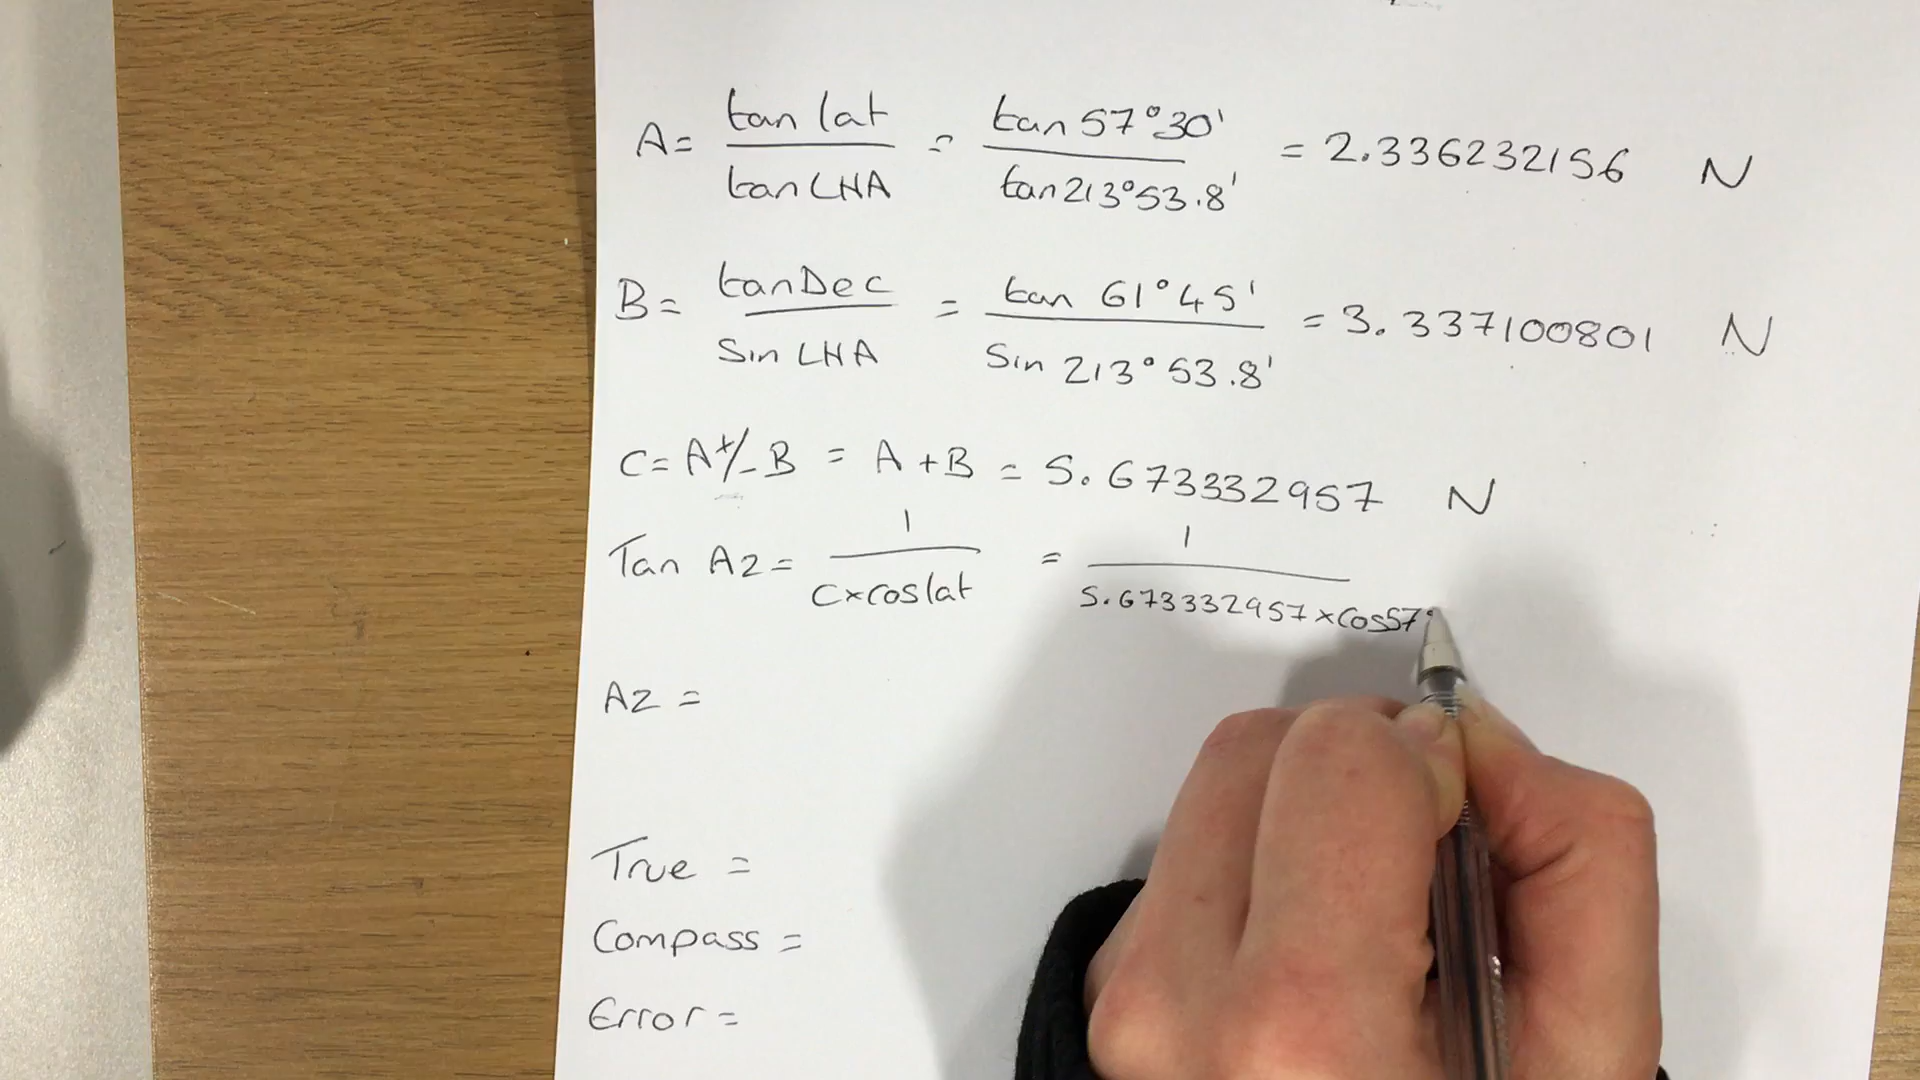 A = tan lat / tan LHA = tan 57°30' / tan 213°53.8' = 2.336232156 N
B = tan Dec / Sin LHA = tan 61°45' / Sin 213°53.8' = 3.337100801 N
C = A +/- B = A + B = 5.673332957 N
Tan AZ = 1 / C×cos lat = 1 / 5.673332957 × Cos 57°
AZ =
True =
Compass =
Error =